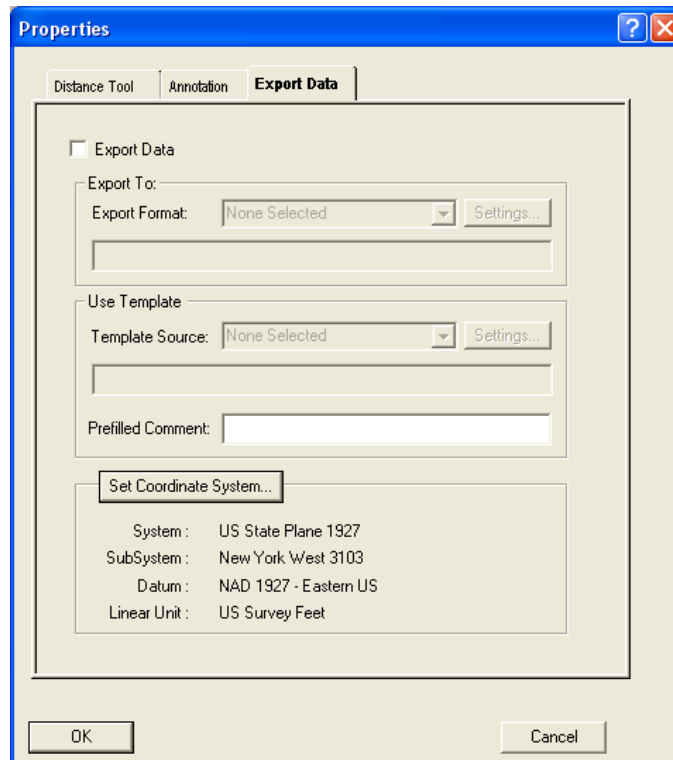 Properties
Distance Tool Annotation Export Data
Export Data
Export To:
Export Format: None Selected Settings...
Use Template
Template Source: None Selected Settings...
Prefilled Comment:
Set Coordinate System...
System : US State Plane 1927
SubSystem : New York West 3103
Datum : NAD 1927 - Eastern US
Linear Unit : US Survey Feet
OK Cancel